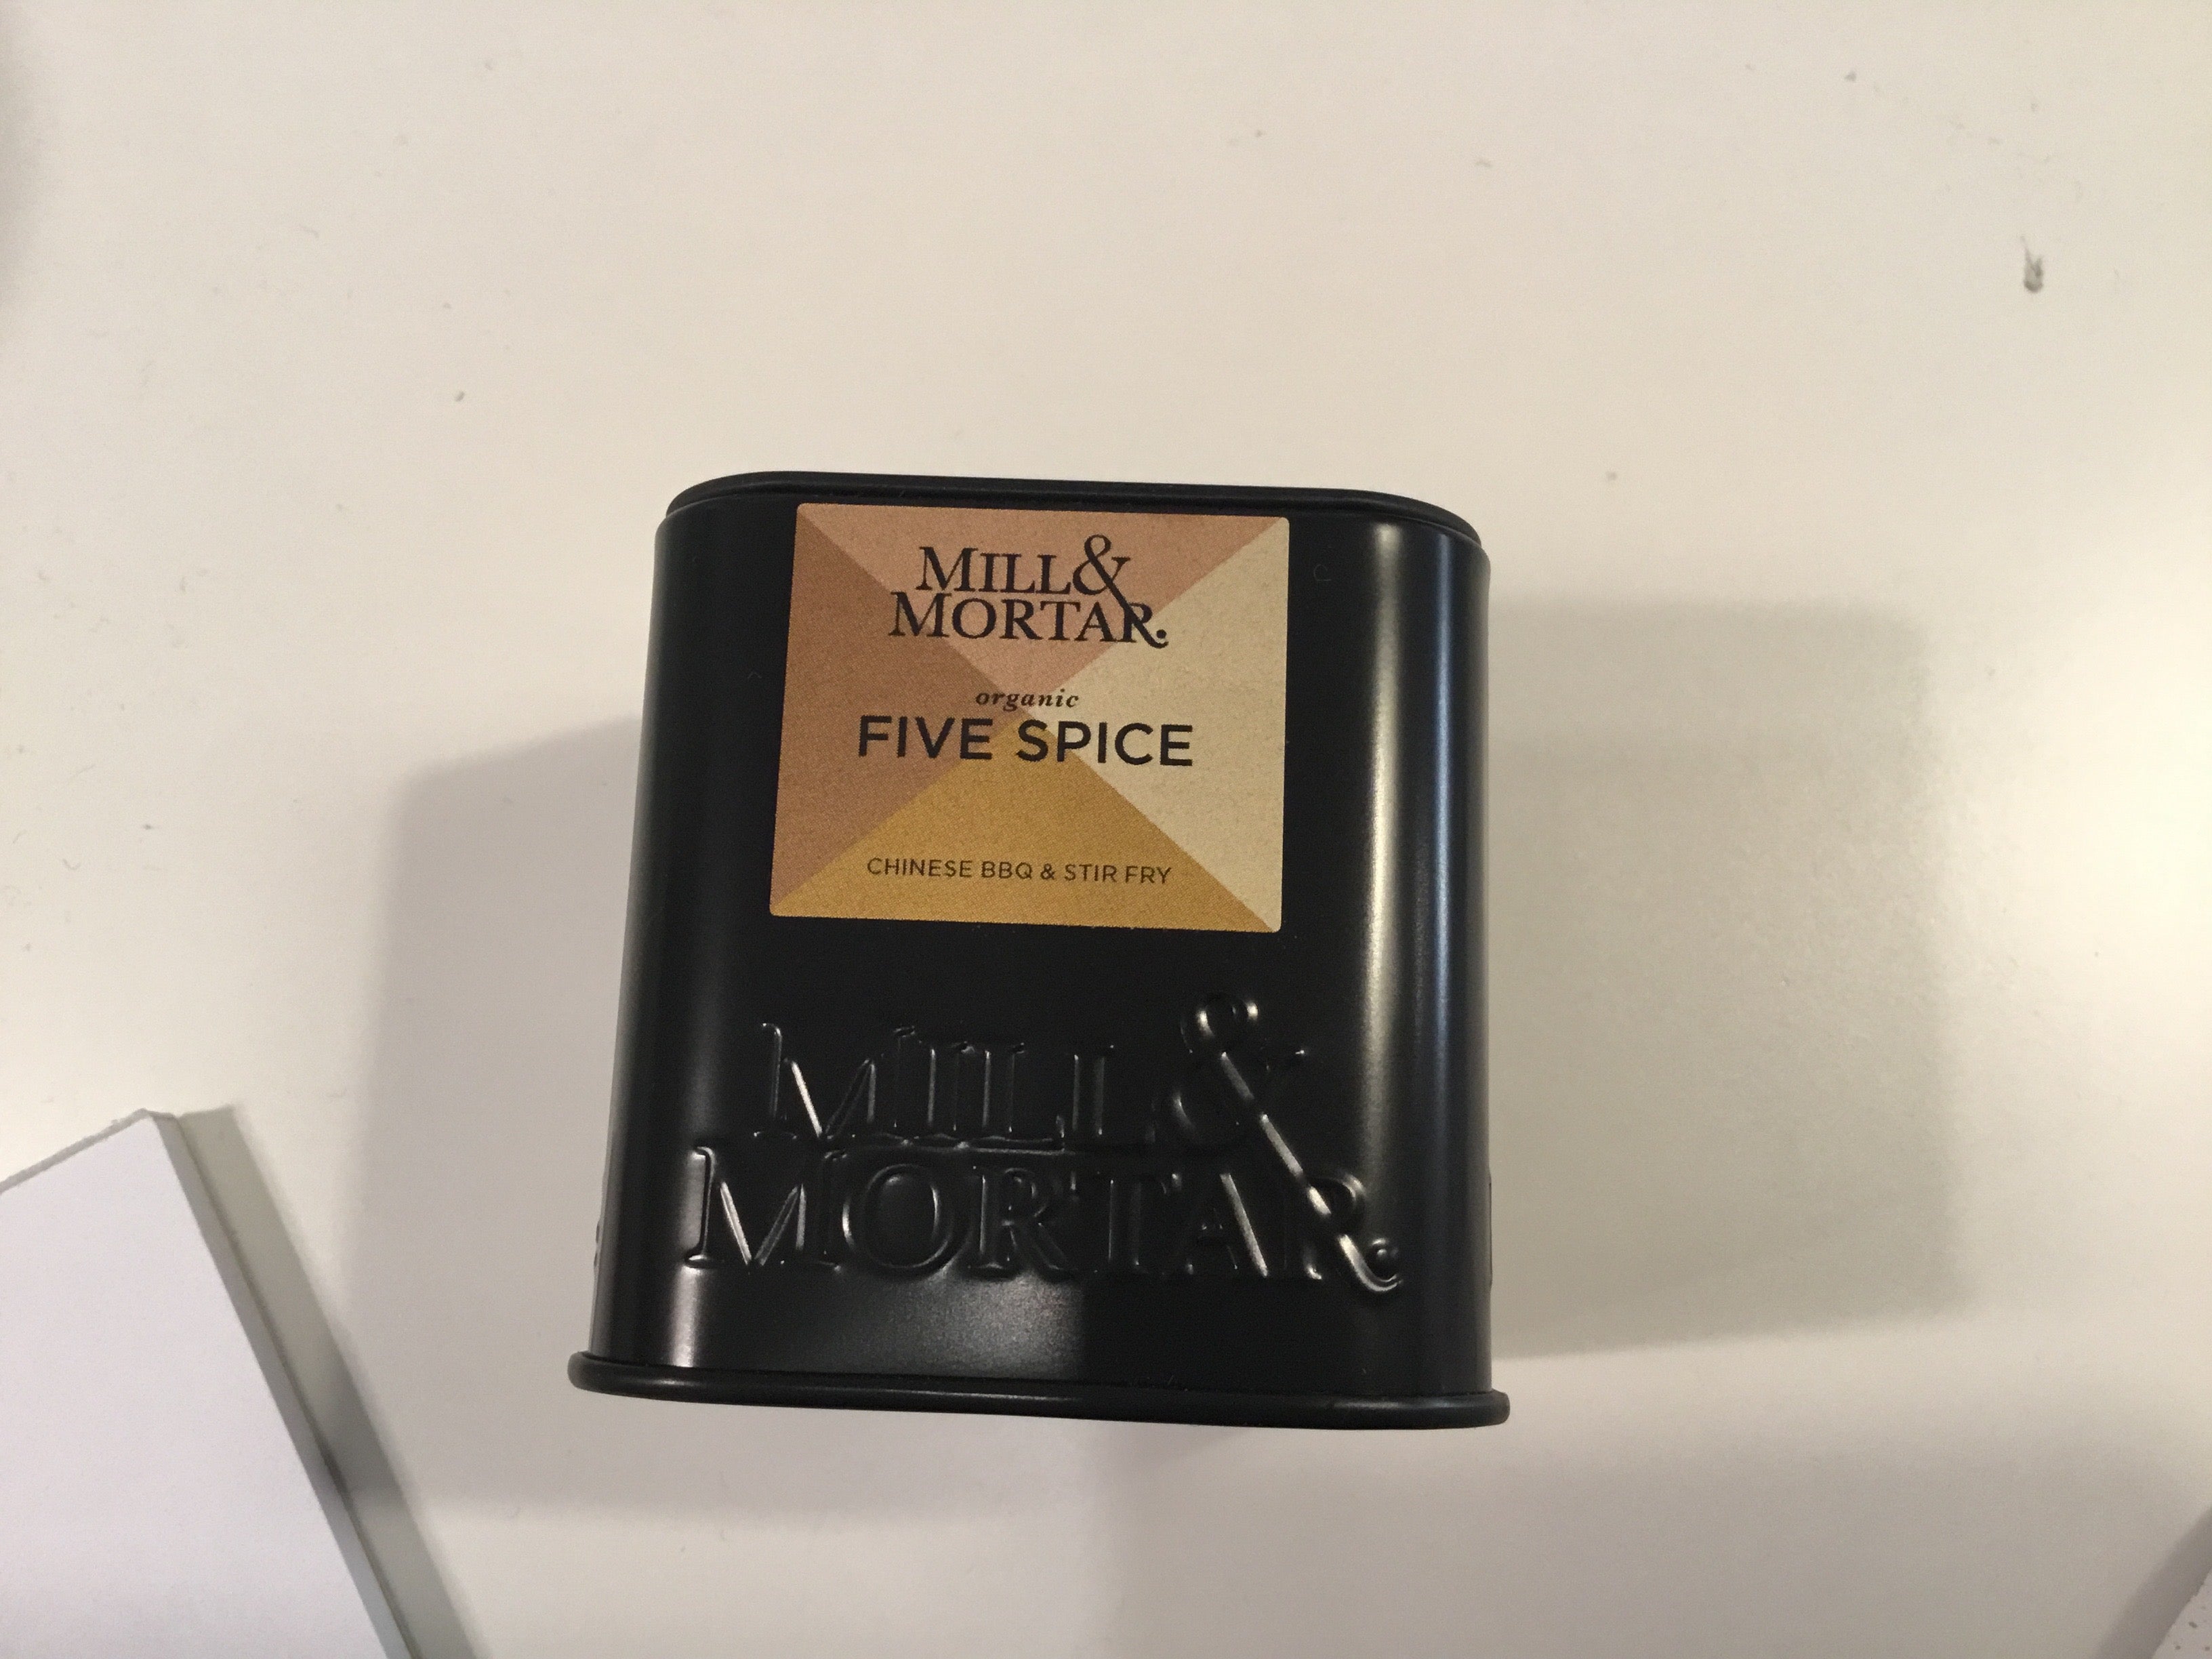 MILL&
MORTAR.
organic
FIVE SPICE
CHINESE BBQ & STIR FRY
MILL&
MORTAR.